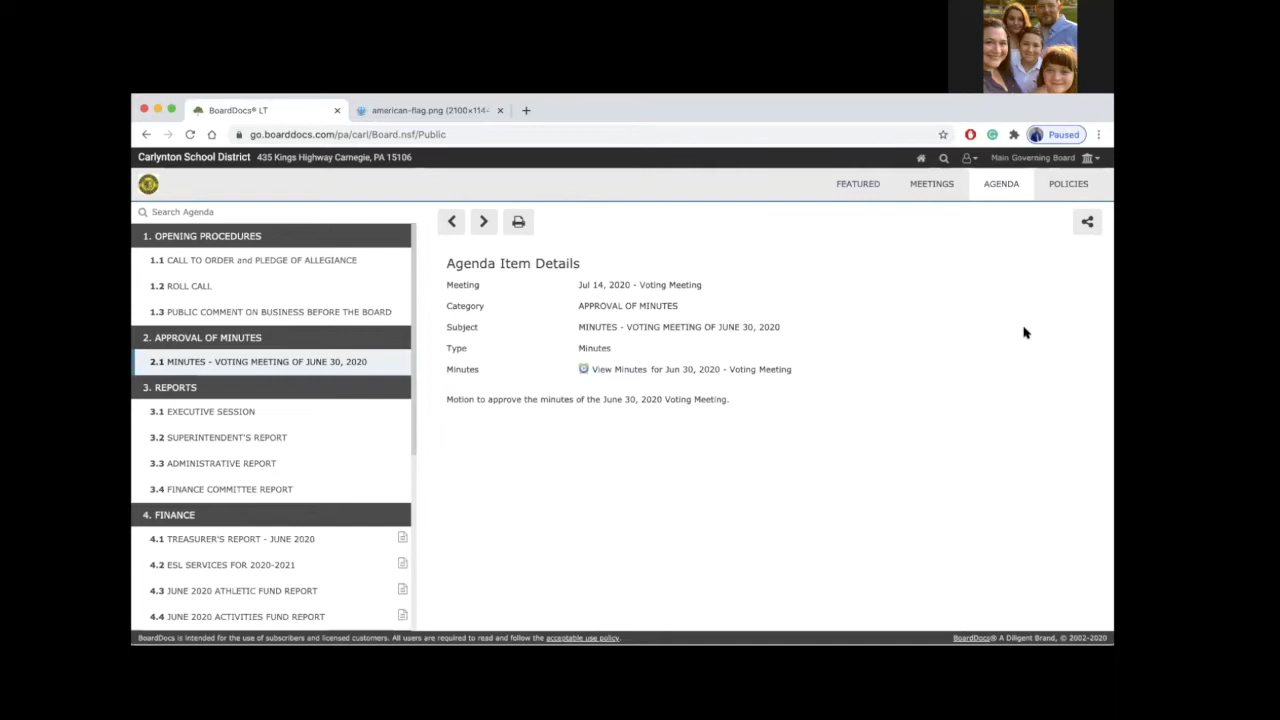 BoardDocs® LT
american-flag.png (2100×114
go.boarddocs.com/pa/carl/Board.nsf/Public
Paused
Carlynton School District 435 Kings Highway Carnegie, PA 15106
Main Governing Board
FEATURED MEETINGS AGENDA POLICIES
Search Agenda
1. OPENING PROCEDURES
1.1 CALL TO ORDER and PLEDGE OF ALLEGIANCE
1.2 ROLL CALL
1.3 PUBLIC COMMENT ON BUSINESS BEFORE THE BOARD
2. APPROVAL OF MINUTES
2.1 MINUTES - VOTING MEETING OF JUNE 30, 2020
3. REPORTS
3.1 EXECUTIVE SESSION
3.2 SUPERINTENDENT'S REPORT
3.3 ADMINISTRATIVE REPORT
3.4 FINANCE COMMITTEE REPORT
4. FINANCE
4.1 TREASURER'S REPORT - JUNE 2020
4.2 ESL SERVICES FOR 2020-2021
4.3 JUNE 2020 ATHLETIC FUND REPORT
4.4 JUNE 2020 ACTIVITIES FUND REPORT
Agenda Item Details
Meeting Jul 14, 2020 - Voting Meeting
Category APPROVAL OF MINUTES
Subject MINUTES - VOTING MEETING OF JUNE 30, 2020
Type Minutes
Minutes View Minutes for Jun 30, 2020 - Voting Meeting
Motion to approve the minutes of the June 30, 2020 Voting Meeting.
BoardDocs is intended for the use of subscribers and licensed customers. All users are required to read and follow the acceptable use policy.
BoardDocs® A Diligent Brand, © 2002-2020